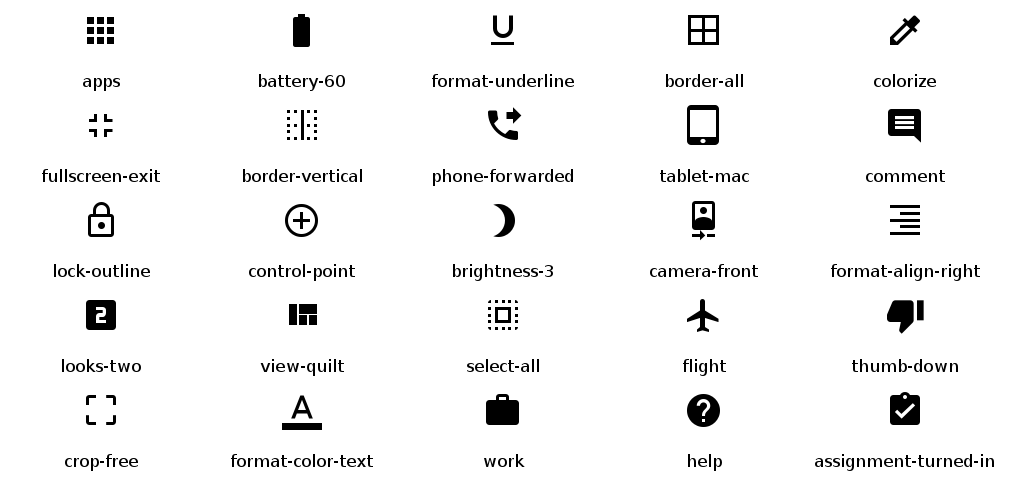 apps battery-60 format-underline border-all colorize
fullscreen-exit border-vertical phone-forwarded tablet-mac comment
lock-outline control-point brightness-3 camera-front format-align-right
looks-two view-quilt select-all flight thumb-down
crop-free format-color-text work help assignment-turned-in